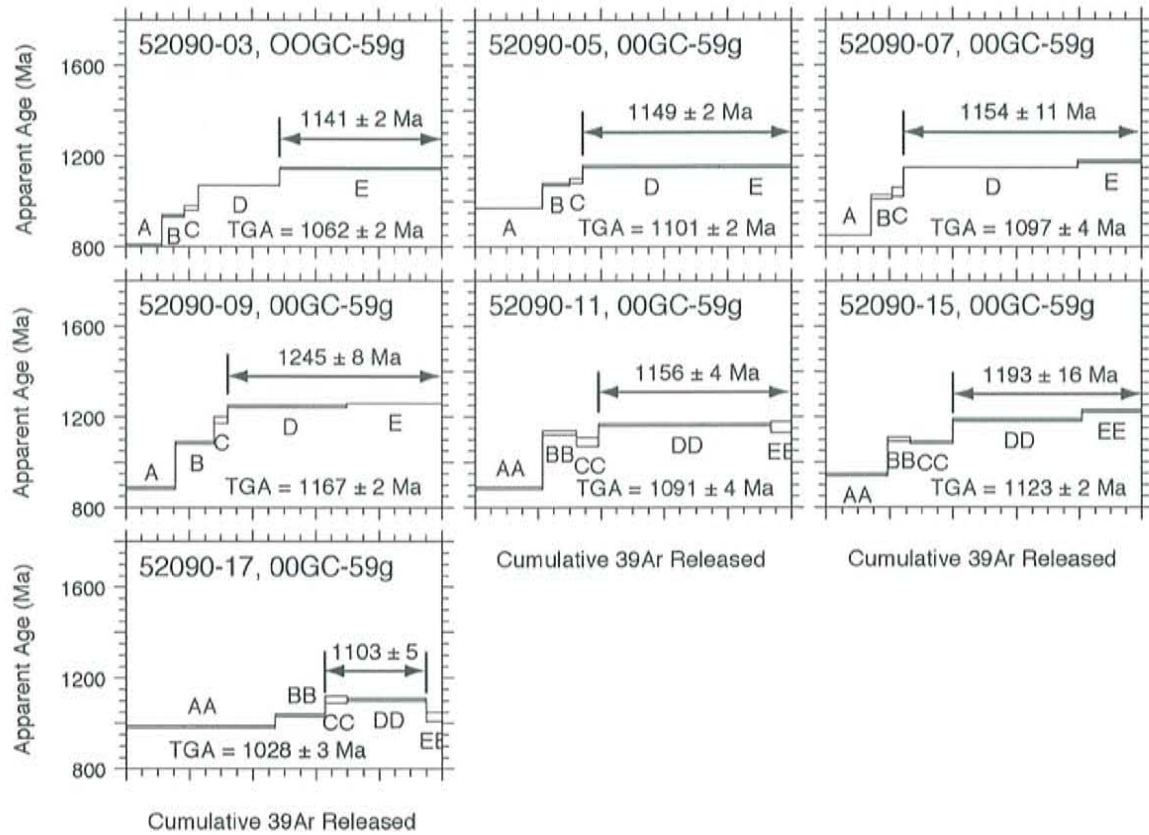 Apparent Age (Ma)
1600
1200
800
52090-03, OOGC-59g
1141 ± 2 Ma
A
B
C
D
E
TGA = 1062 ± 2 Ma
52090-05, 00GC-59g
1149 ± 2 Ma
A
B
C
D
E
TGA = 1101 ± 2 Ma
52090-07, 00GC-59g
1154 ± 11 Ma
A
B
C
D
E
TGA = 1097 ± 4 Ma
Apparent Age (Ma)
1600
1200
800
52090-09, 00GC-59g
1245 ± 8 Ma
A
B
C
D
E
TGA = 1167 ± 2 Ma
52090-11, 00GC-59g
1156 ± 4 Ma
AA
BB
CC
DD
EE
TGA = 1091 ± 4 Ma
52090-15, 00GC-59g
1193 ± 16 Ma
AA
BB
CC
DD
EE
TGA = 1123 ± 2 Ma
Cumulative 39Ar Released
Cumulative 39Ar Released
Apparent Age (Ma)
1600
1200
800
52090-17, 00GC-59g
1103 ± 5
AA
BB
CC
DD
EE
TGA = 1028 ± 3 Ma
Cumulative 39Ar Released